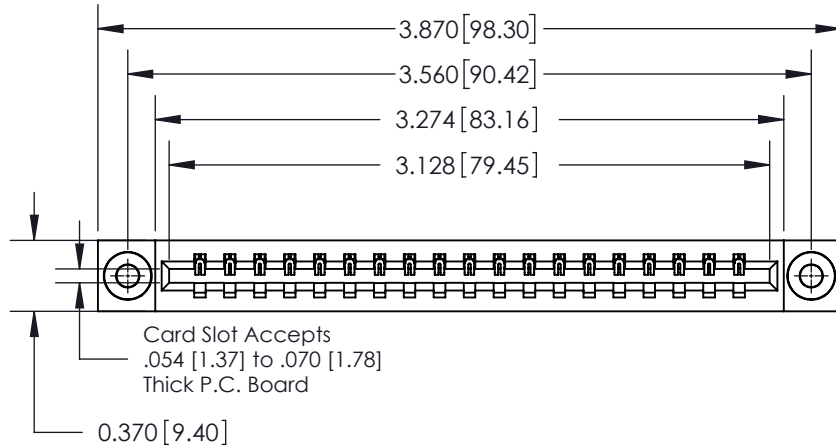 3.870 [98.30]
3.560 [90.42]
3.274 [83.16]
3.128 [79.45]
Card Slot Accepts
.054 [1.37] to .070 [1.78]
Thick P.C. Board
0.370 [9.40]